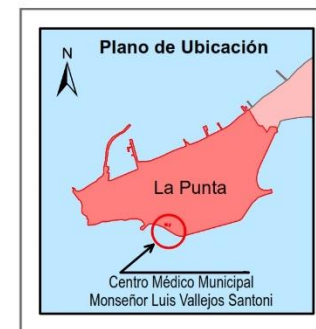 Plano de Ubicación
N
La Punta
Centro Médico Municipal
Monseñor Luis Vallejos Santoni